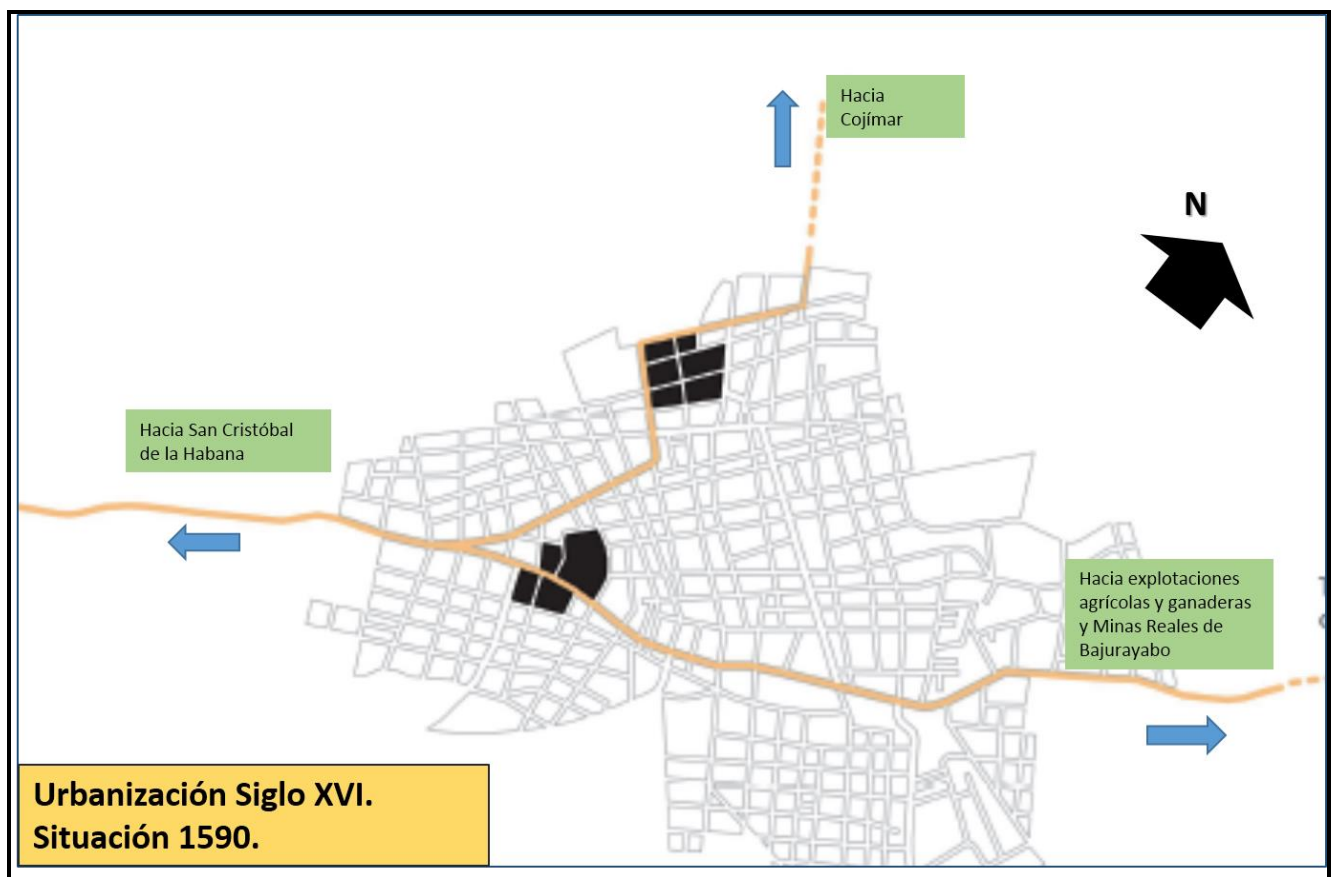 Hacia
Cojímar
N
Hacia San Cristóbal
de la Habana
Hacia explotaciones
agrícolas y ganaderas
y Minas Reales de
Bajurayabo
Urbanización Siglo XVI.
Situación 1590.